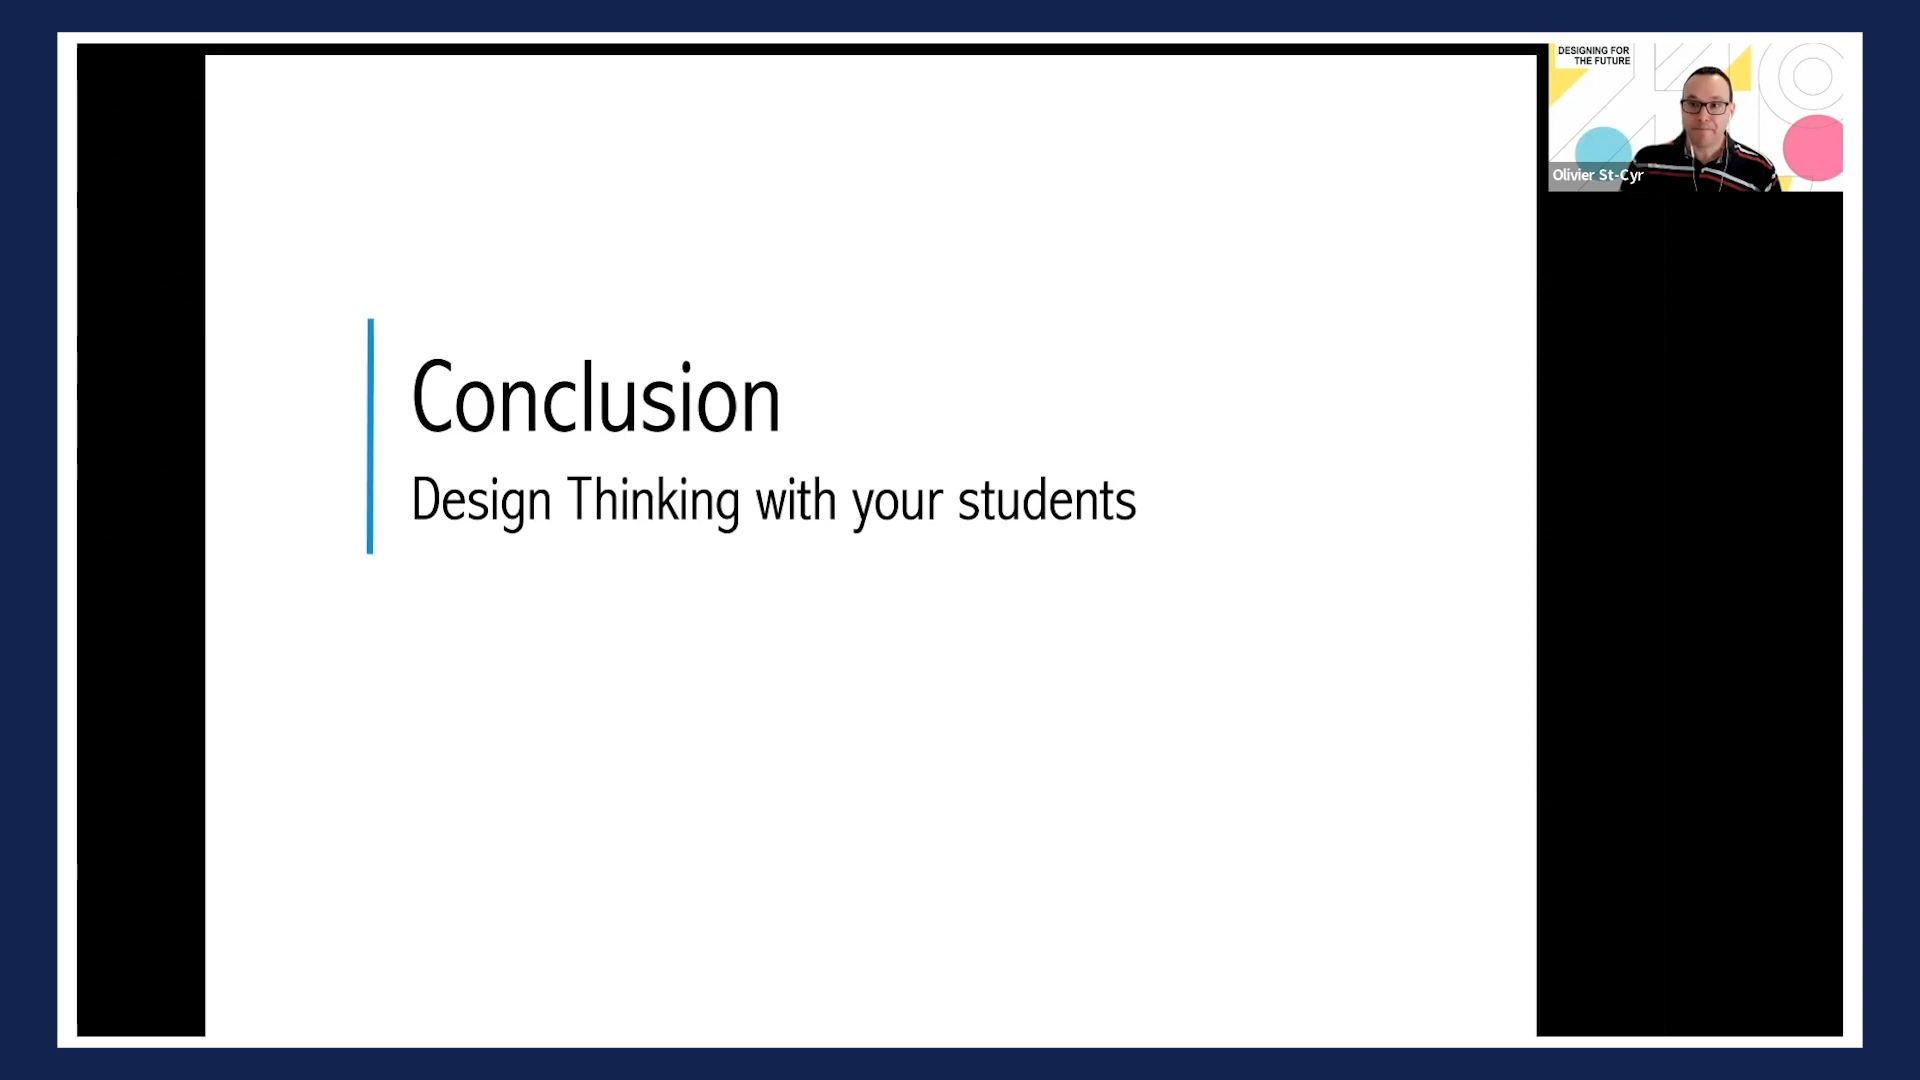 DESIGNING FOR
THE FUTURE
Olivier St-Cyr
Conclusion
Design Thinking with your students